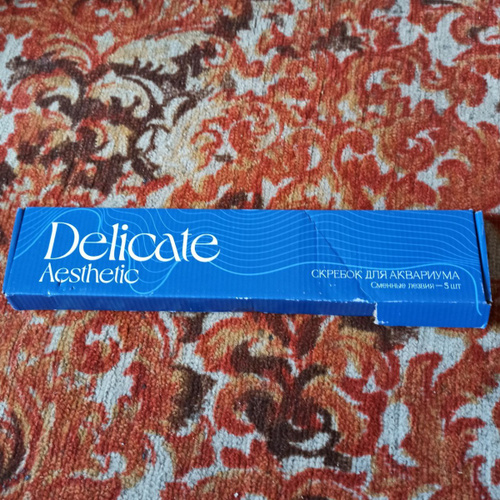 Delicate
Aesthetic
СКРЕБОК ДЛЯ АКВАРИУМА
Сменные лезвия — 5 шт